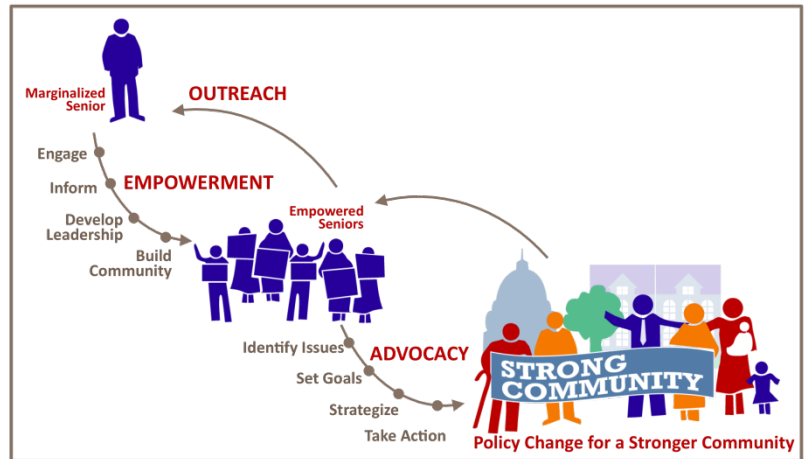 Marginalized
Senior
OUTREACH
Engage
Inform
EMPOWERMENT
Develop
Leadership
Build
Community
Empowered
Seniors
Identify Issues
ADVOCACY
Set Goals
Strategize
Take Action
STRONG
COMMUNITY
Policy Change for a Stronger Community